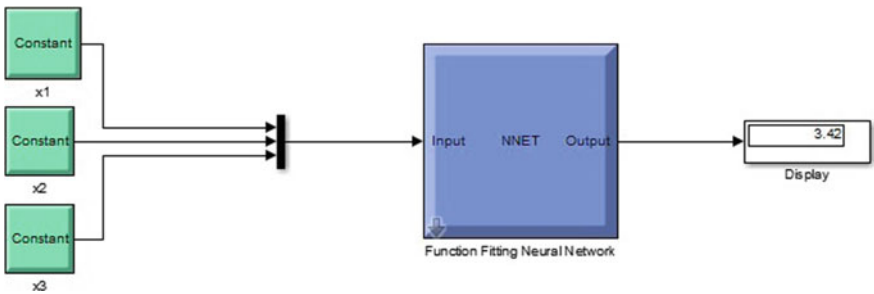 Constant
x1
Constant
x2
Constant
x3
Input NNET Output
Function Fitting Neural Network
3.42
Display